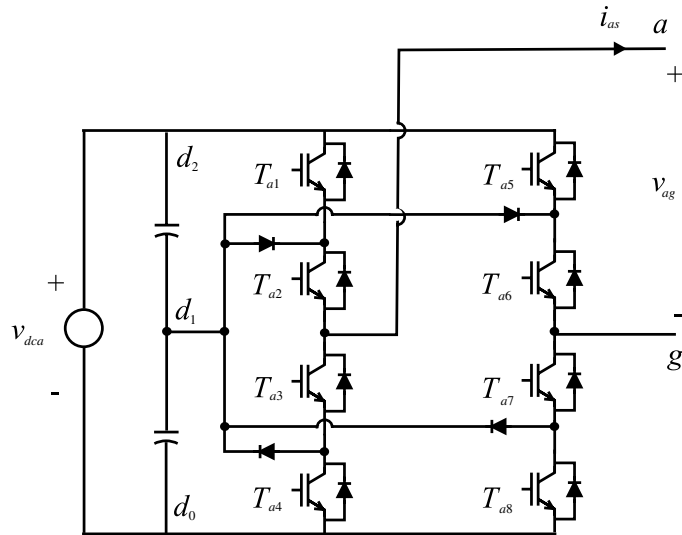 i_as a
+
d_2 T_a1 T_a5
v_ag
+ T_a2 T_a6
d_1 -
v_dca g
- T_a3 T_a7
d_0 T_a4 T_a8